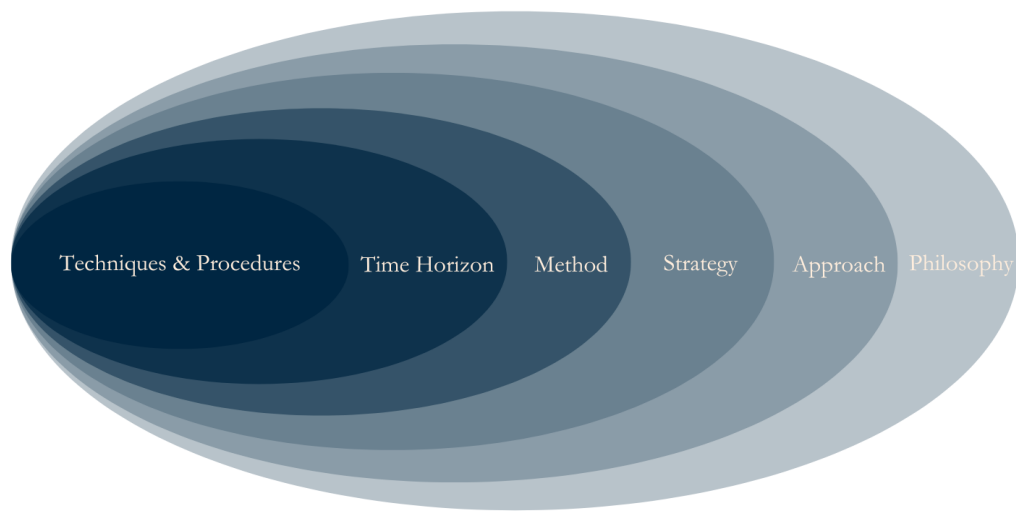 Techniques & Procedures
Time Horizon
Method
Strategy
Approach
Philosophy